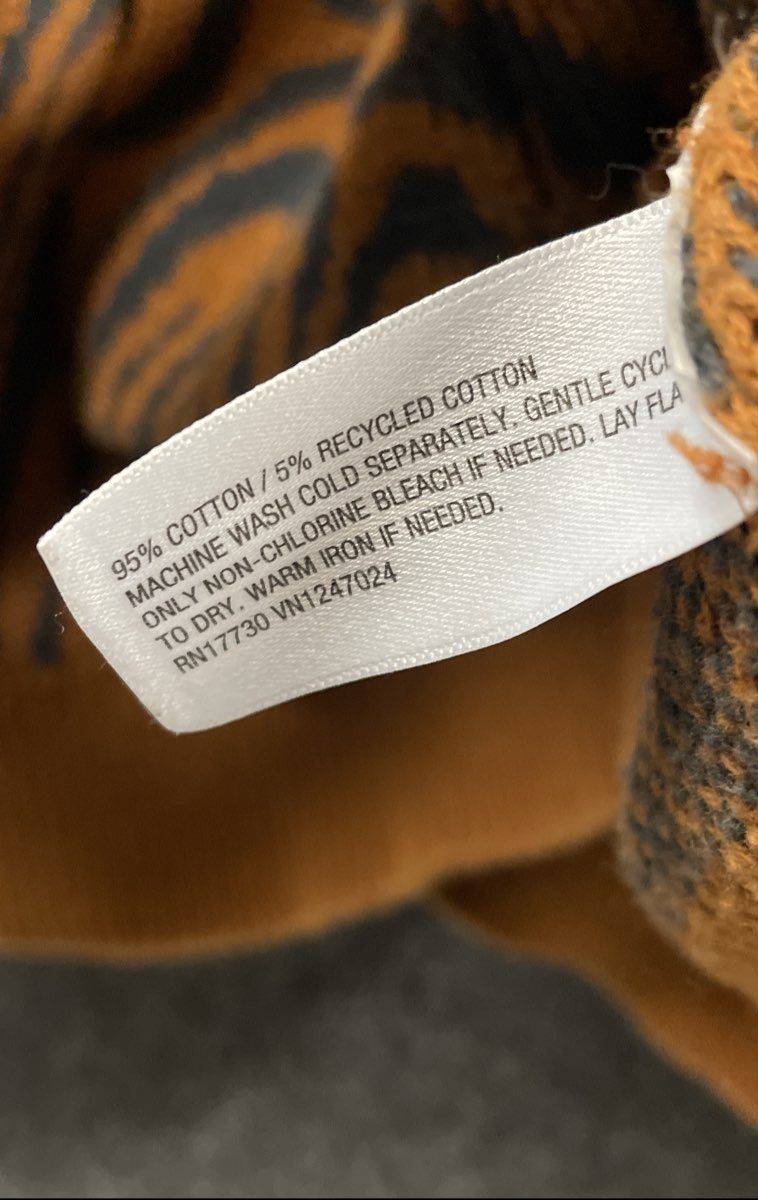 95% COTTON / 5% RECYCLED COTTON
MACHINE WASH COLD SEPARATELY. GENTLE CYCL
ONLY NON-CHLORINE BLEACH IF NEEDED. LAY FLA
TO DRY. WARM IRON IF NEEDED.
RN17730 VN1247024